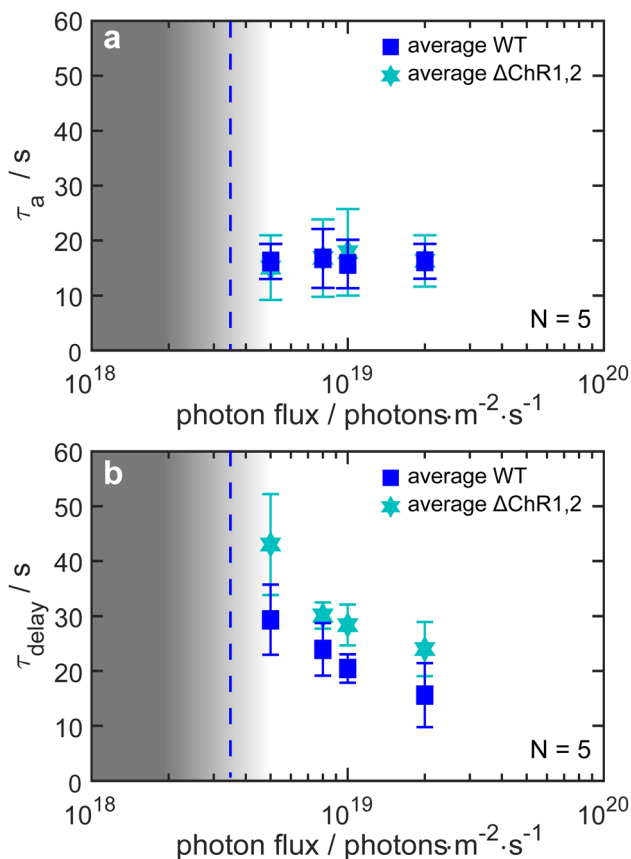 a
average WT
average ΔChR1,2
60
50
40
30
20
10
0
τa / s
N = 5
10^18
10^19
10^20
photon flux / photons·m^-2·s^-1
b
average WT
average ΔChR1,2
60
50
40
30
20
10
0
τdelay / s
N = 5
10^18
10^19
10^20
photon flux / photons·m^-2·s^-1